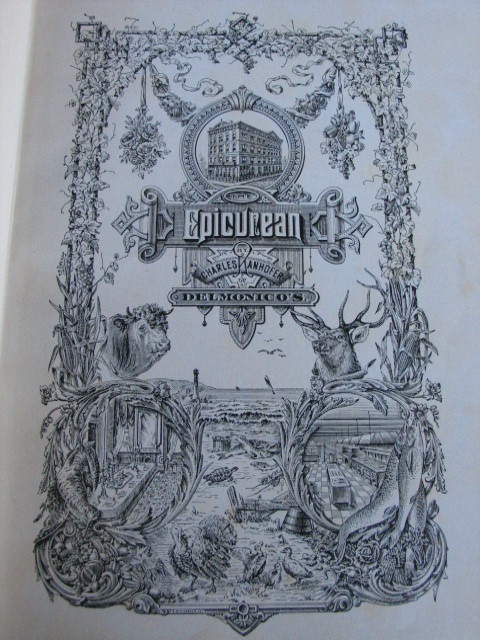 THE
Epicurean
BY
CHARLES RANHOFER
OF
DELMONICO'S.